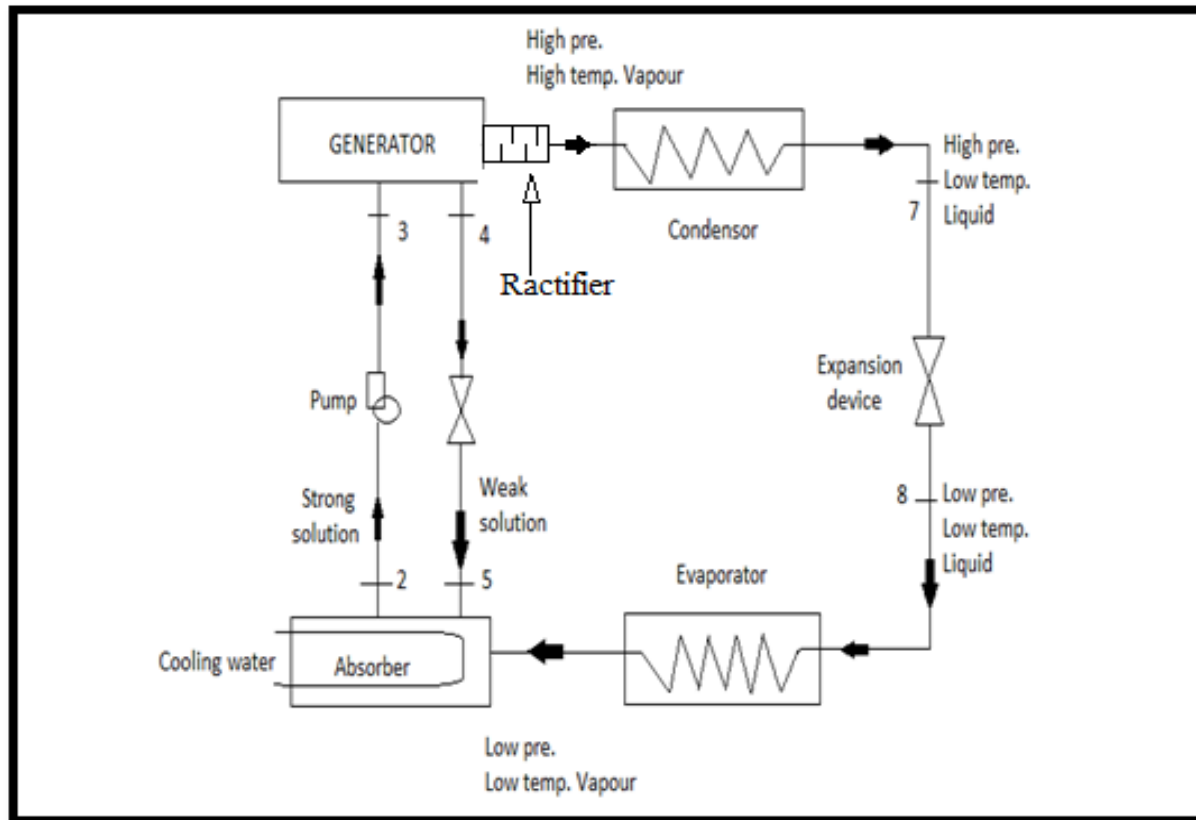 High pre.
High temp. Vapour
GENERATOR
High pre.
Low temp.
Liquid
7
3
4
Condensor
Ractifier
Expansion
device
Pump
Strong
solution
Weak
solution
8
Low pre.
Low temp.
Liquid
2
5
Evaporator
Cooling water
Absorber
Low pre.
Low temp. Vapour